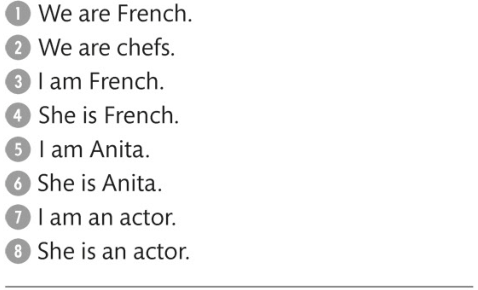 1 We are French.
2 We are chefs.
3 I am French.
4 She is French.
5 I am Anita.
6 She is Anita.
7 I am an actor.
8 She is an actor.